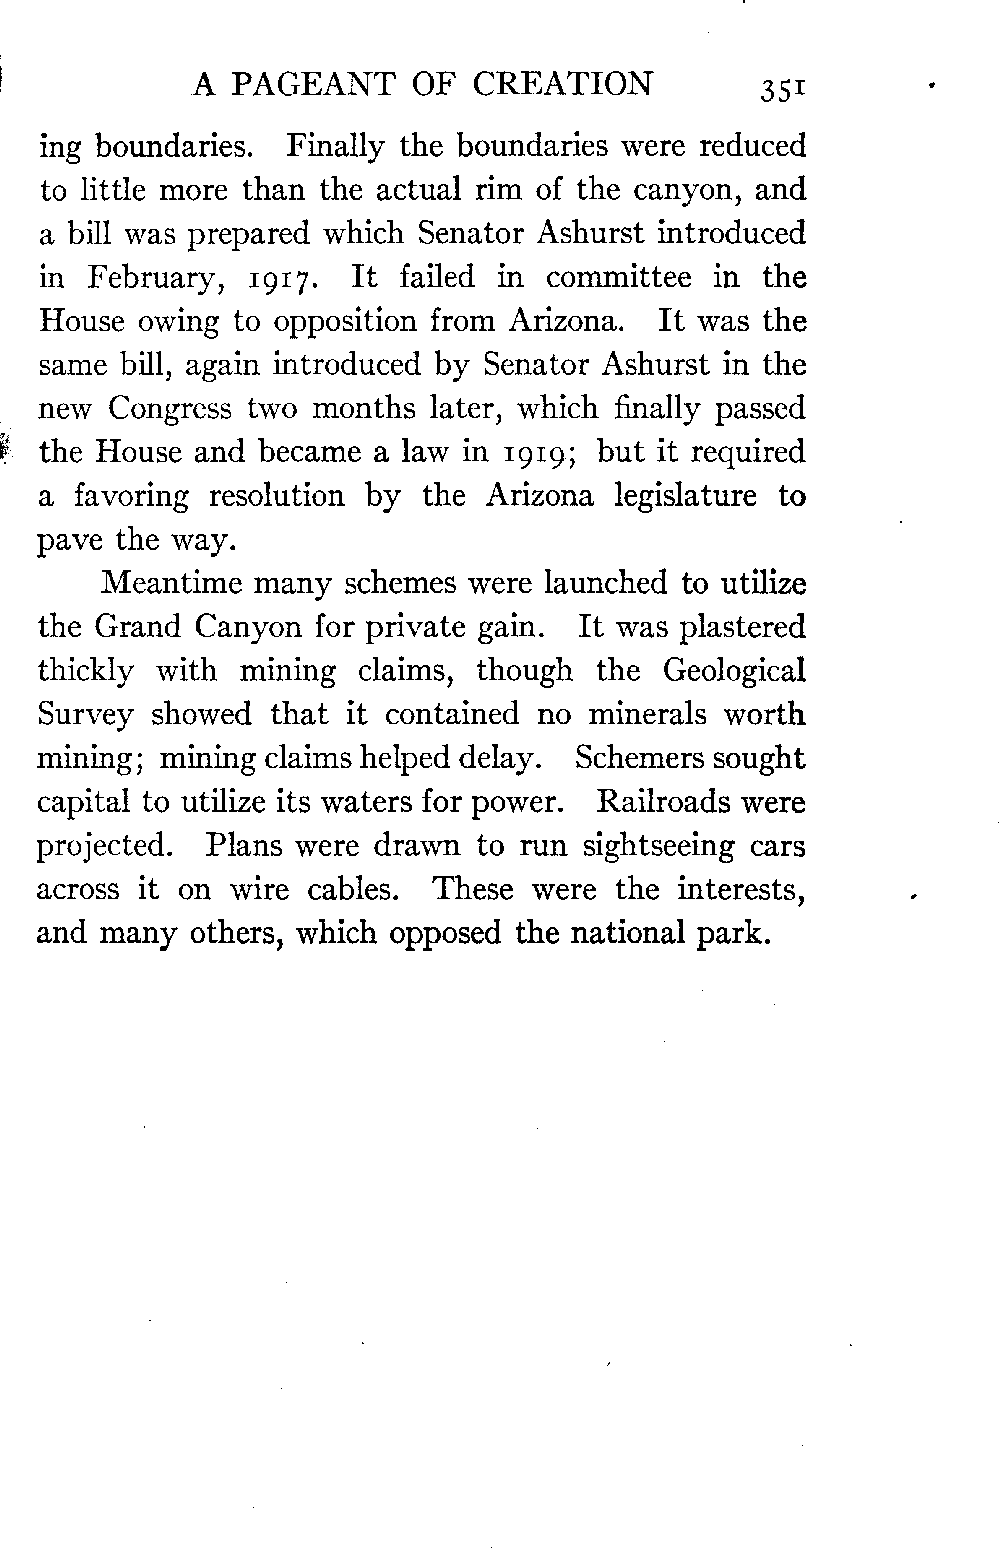 A PAGEANT OF CREATION 351
ing boundaries. Finally the boundaries were reduced
to little more than the actual rim of the canyon, and
a bill was prepared which Senator Ashurst introduced
in February, 1917. It failed in committee in the
House owing to opposition from Arizona. It was the
same bill, again introduced by Senator Ashurst in the
new Congress two months later, which finally passed
the House and became a law in 1919; but it required
a favoring resolution by the Arizona legislature to
pave the way.
Meantime many schemes were launched to utilize
the Grand Canyon for private gain. It was plastered
thickly with mining claims, though the Geological
Survey showed that it contained no minerals worth
mining; mining claims helped delay. Schemers sought
capital to utilize its waters for power. Railroads were
projected. Plans were drawn to run sightseeing cars
across it on wire cables. These were the interests,
and many others, which opposed the national park.